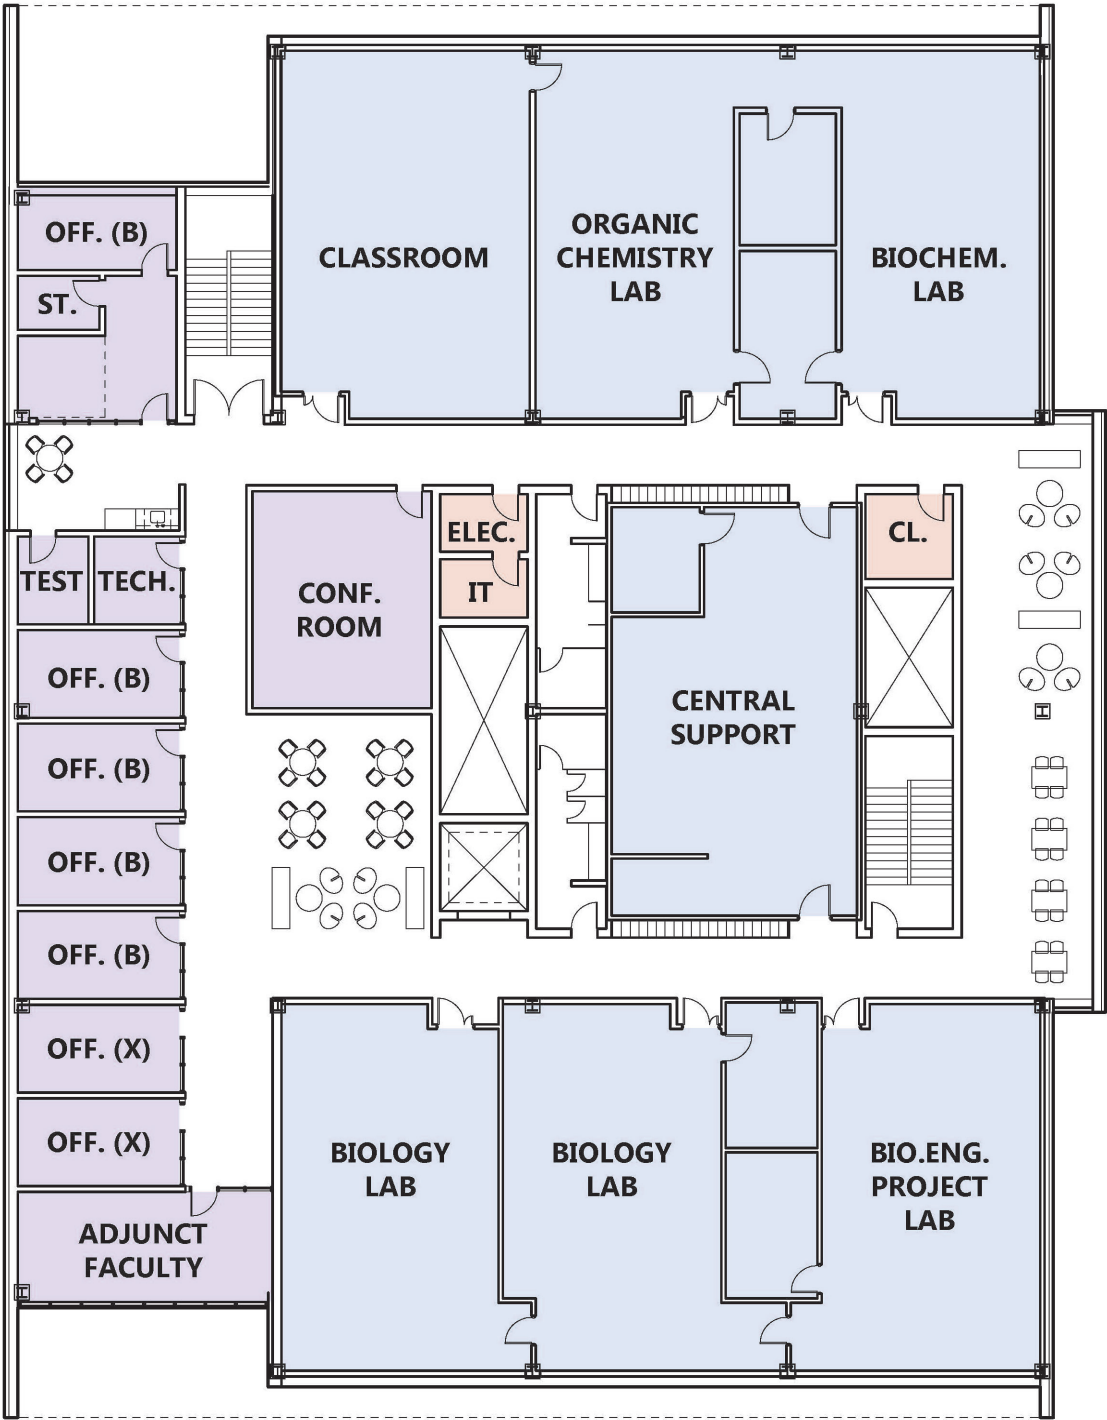 OFF. (B)
ST.
CLASSROOM
ORGANIC
CHEMISTRY
LAB
BIOCHEM.
LAB
TEST
TECH.
CONF.
ROOM
ELEC.
IT
CL.
CENTRAL
SUPPORT
OFF. (B)
OFF. (B)
OFF. (B)
OFF. (B)
OFF. (X)
OFF. (X)
ADJUNCT
FACULTY
BIOLOGY
LAB
BIOLOGY
LAB
BIO.ENG.
PROJECT
LAB